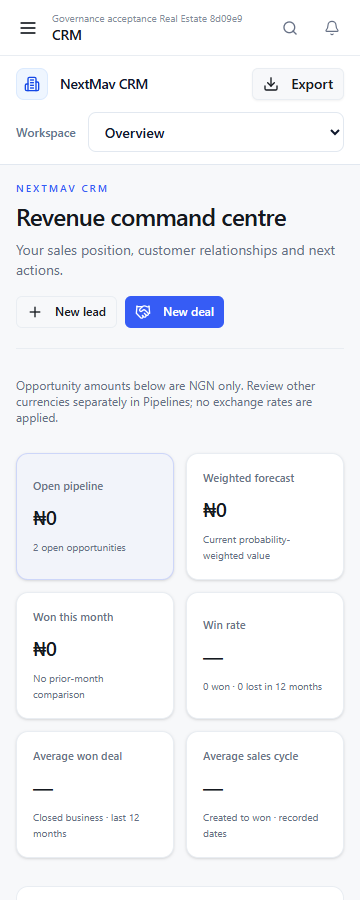 Governance acceptance Real Estate 8d09e9
CRM
NextMav CRM
Export
Workspace
Overview
NEXTMAV CRM
Revenue command centre
Your sales position, customer relationships and next
actions.
New lead
New deal
Opportunity amounts below are NGN only. Review other
currencies separately in Pipelines; no exchange rates are
applied.
Open pipeline
₦0
2 open opportunities
Weighted forecast
₦0
Current probability-
weighted value
Won this month
₦0
No prior-month
comparison
Win rate
—
0 won · 0 lost in 12 months
Average won deal
—
Closed business · last 12
months
Average sales cycle
—
Created to won · recorded
dates